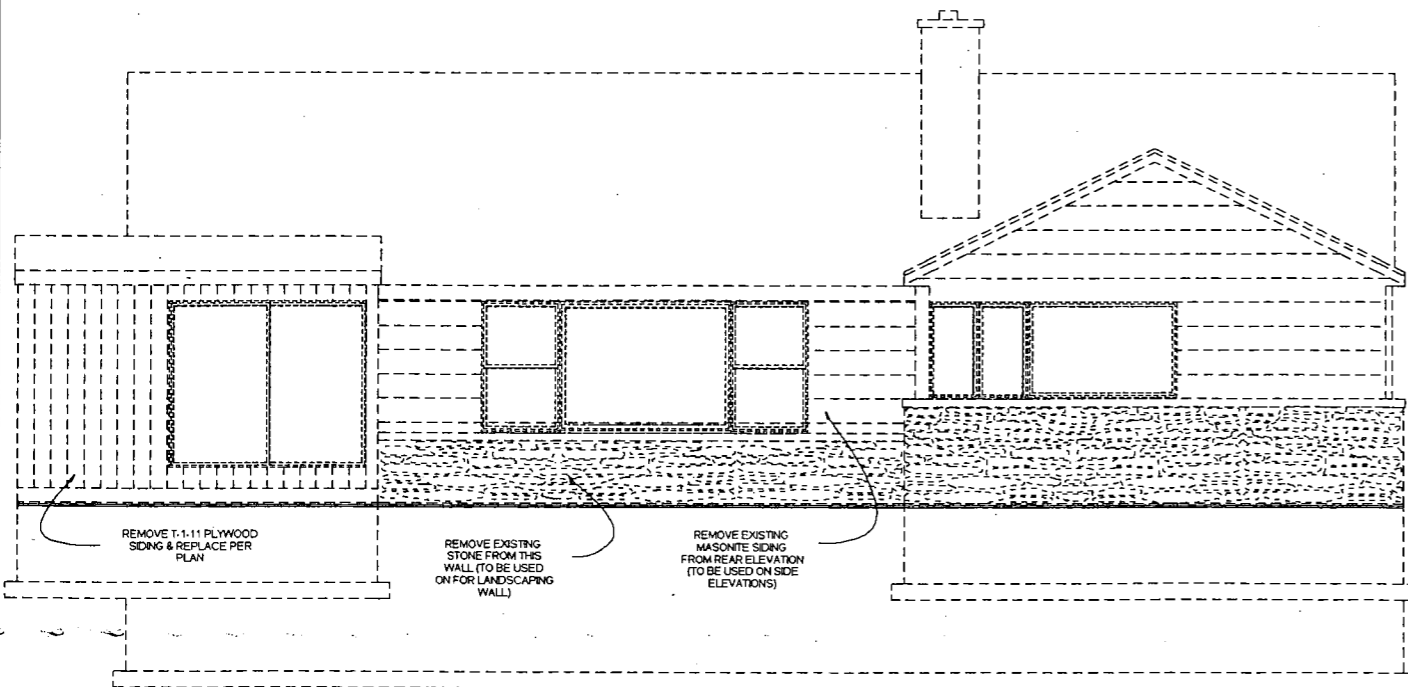 REMOVE T-1-11 PLYWOOD
SIDING & REPLACE PER
PLAN
REMOVE EXISTING
STONE FROM THIS
WALL (TO BE USED
ON FOR LANDSCAPING
WALL)
REMOVE EXISTING
MASONITE SIDING
FROM REAR ELEVATION
(TO BE USED ON SIDE
ELEVATIONS)